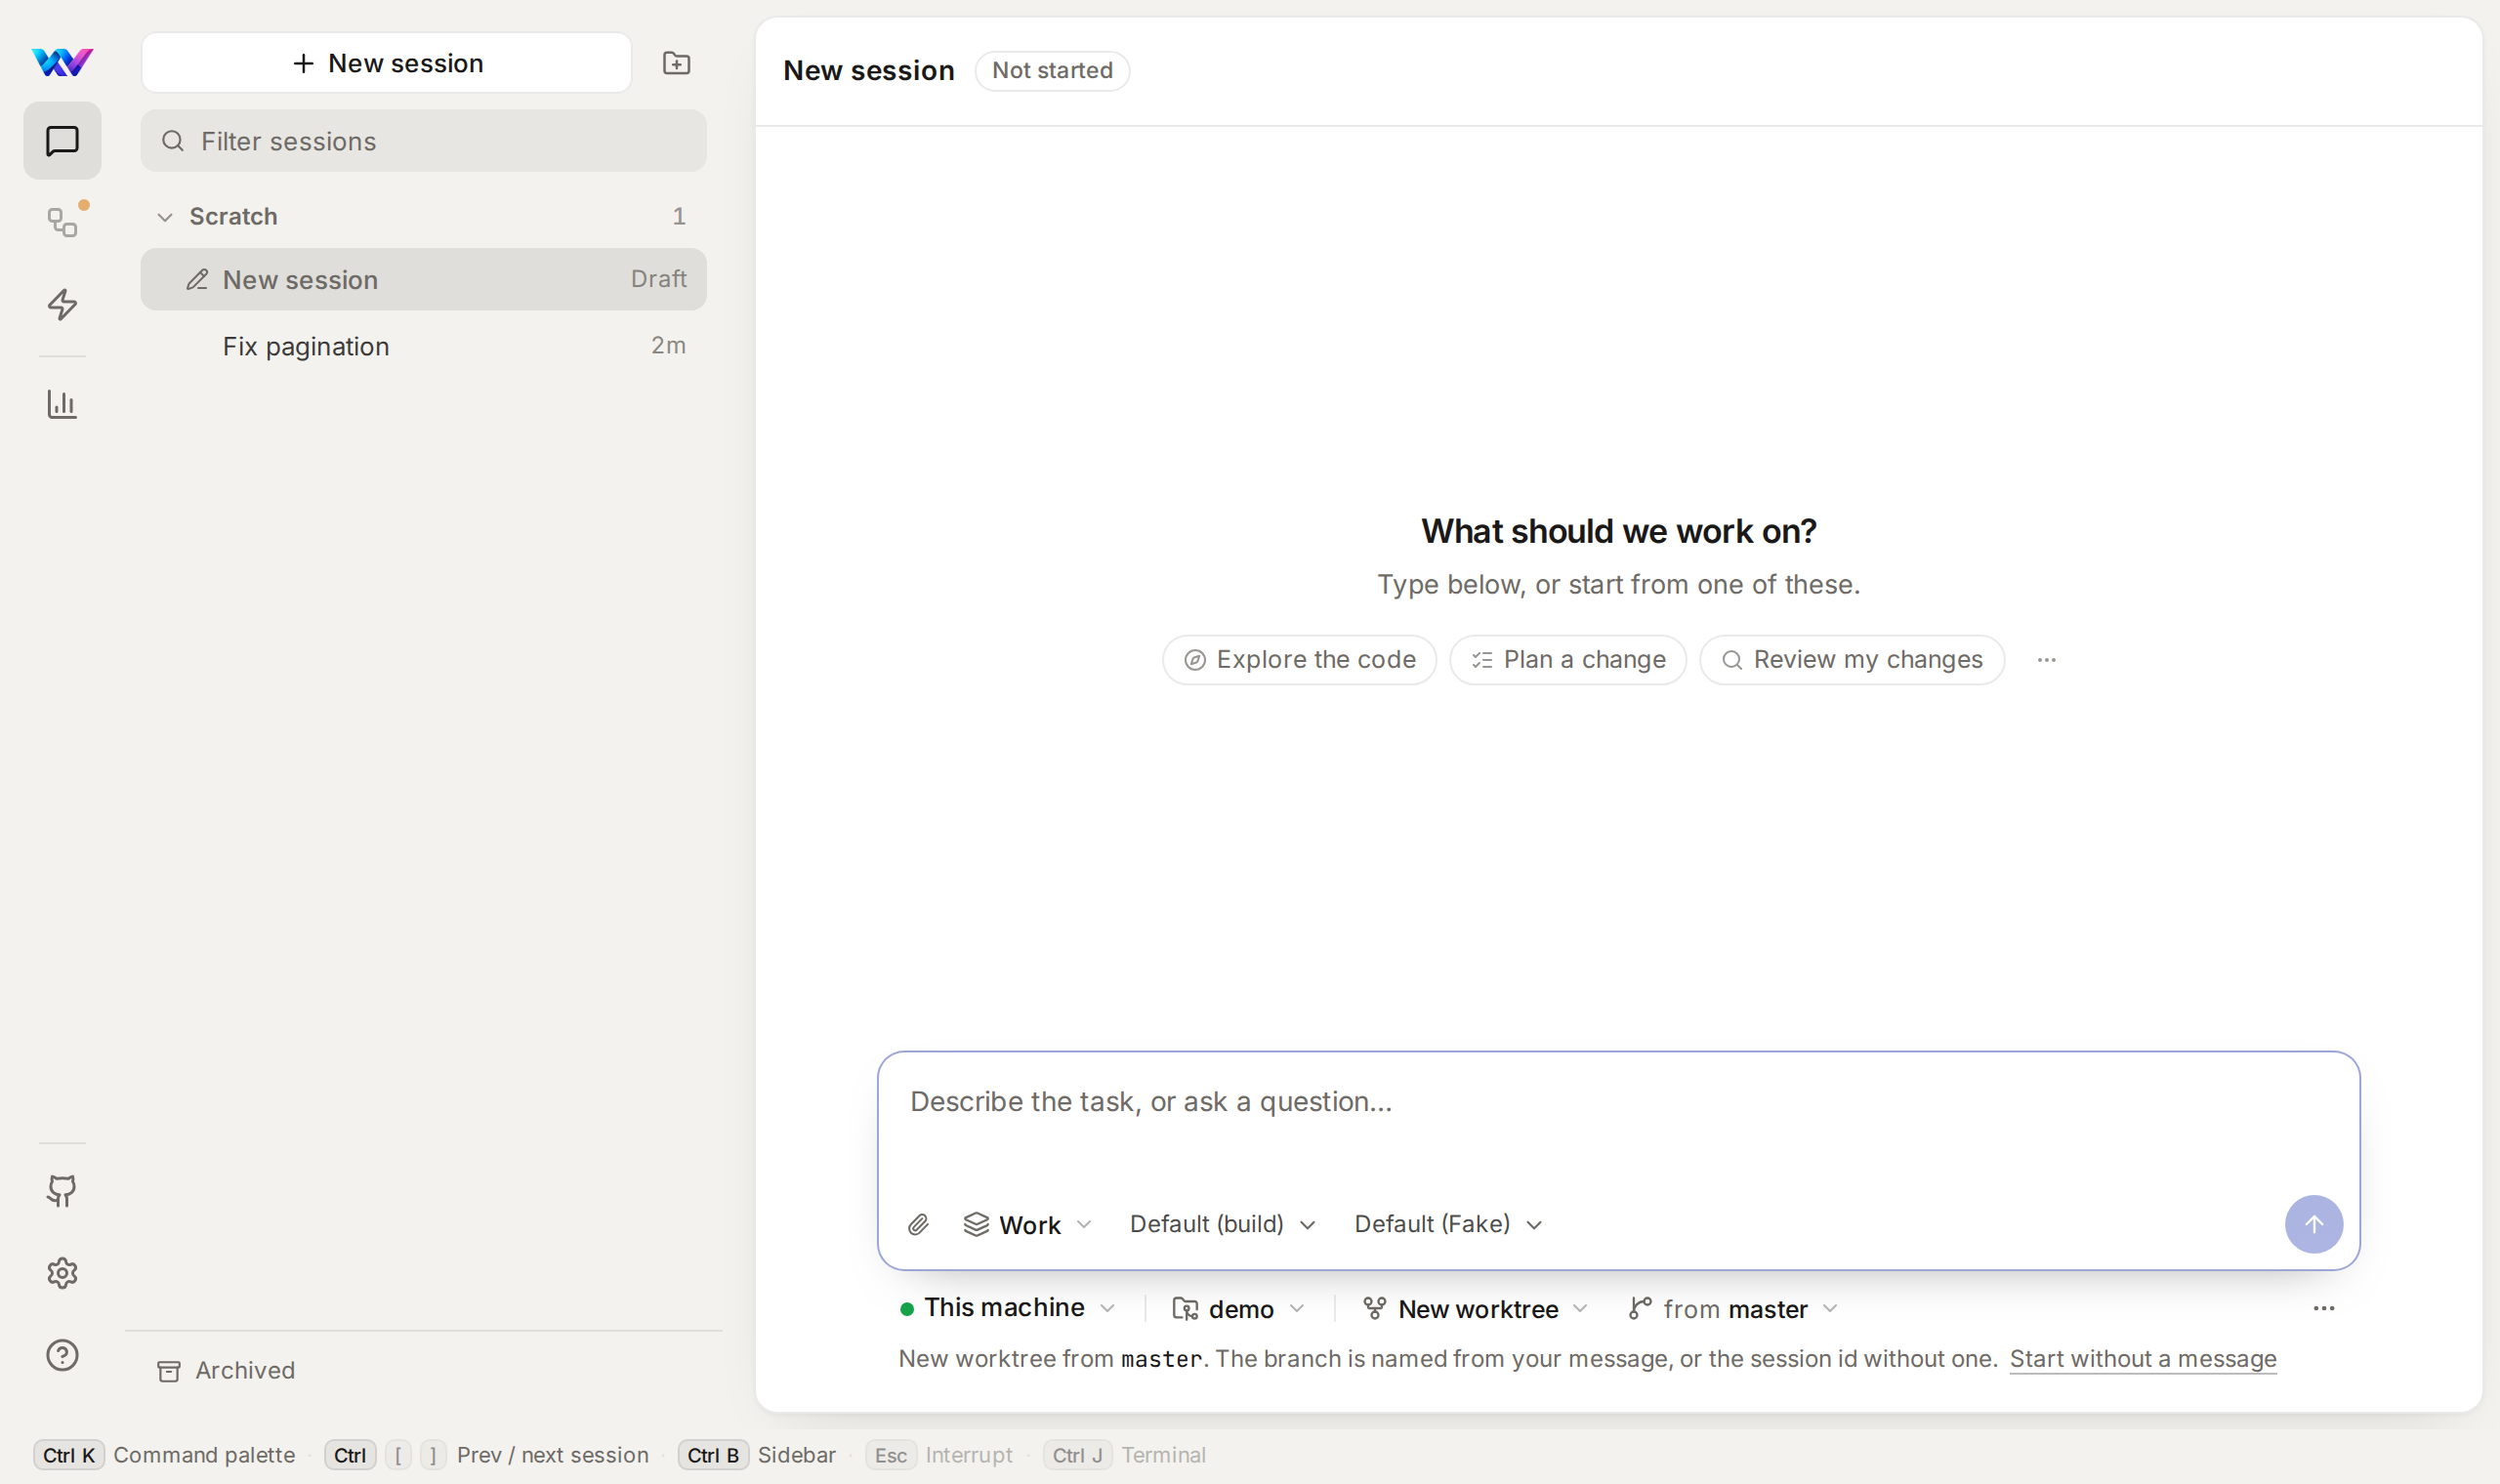 New session
Filter sessions
Scratch 1
New session Draft
Fix pagination 2m
Archived
New session Not started
What should we work on?
Type below, or start from one of these.
Explore the code Plan a change Review my changes
Describe the task, or ask a question...
Work Default (build) Default (Fake)
This machine demo New worktree from master
New worktree from master. The branch is named from your message, or the session id without one. Start without a message
Ctrl K Command palette · Ctrl [ ] Prev / next session · Ctrl B Sidebar · Esc Interrupt · Ctrl J Terminal